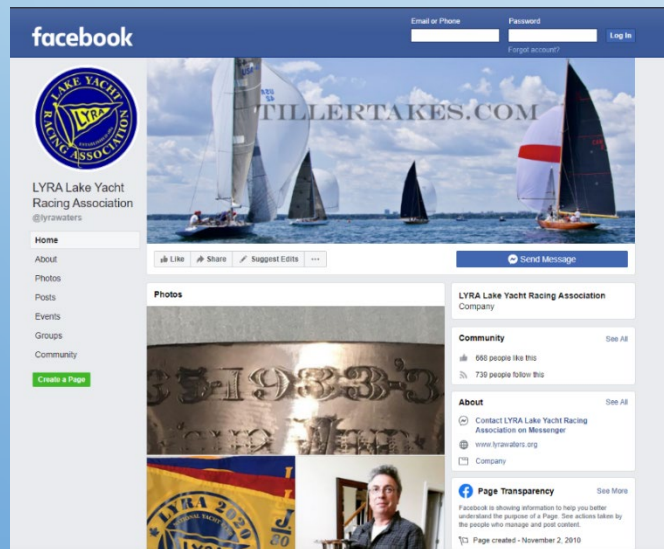 facebook
Email or Phone
Password
Log In
Forgot account?
LAKE YACHT
RACING ASSOCIATION
LYRA
TILLERTAKES.COM
USA
42
LYRA Lake Yacht
Racing Association
@lyrawaters
Home
About
Photos
Posts
Events
Groups
Community
Create a Page
Like
Share
Suggest Edits
Send Message
Photos
1933
LYRA 2020
LYRA Lake Yacht Racing Association
Company
Community
See All
668 people like this
739 people follow this
About
See All
Contact LYRA Lake Yacht Racing
Association on Messenger
www.lyrawaters.org
Company
Page Transparency
See More
Facebook is showing information to help you better
understand the purpose of a Page. See actions taken by
the people who manage and post content.
Page created - November 2, 2010